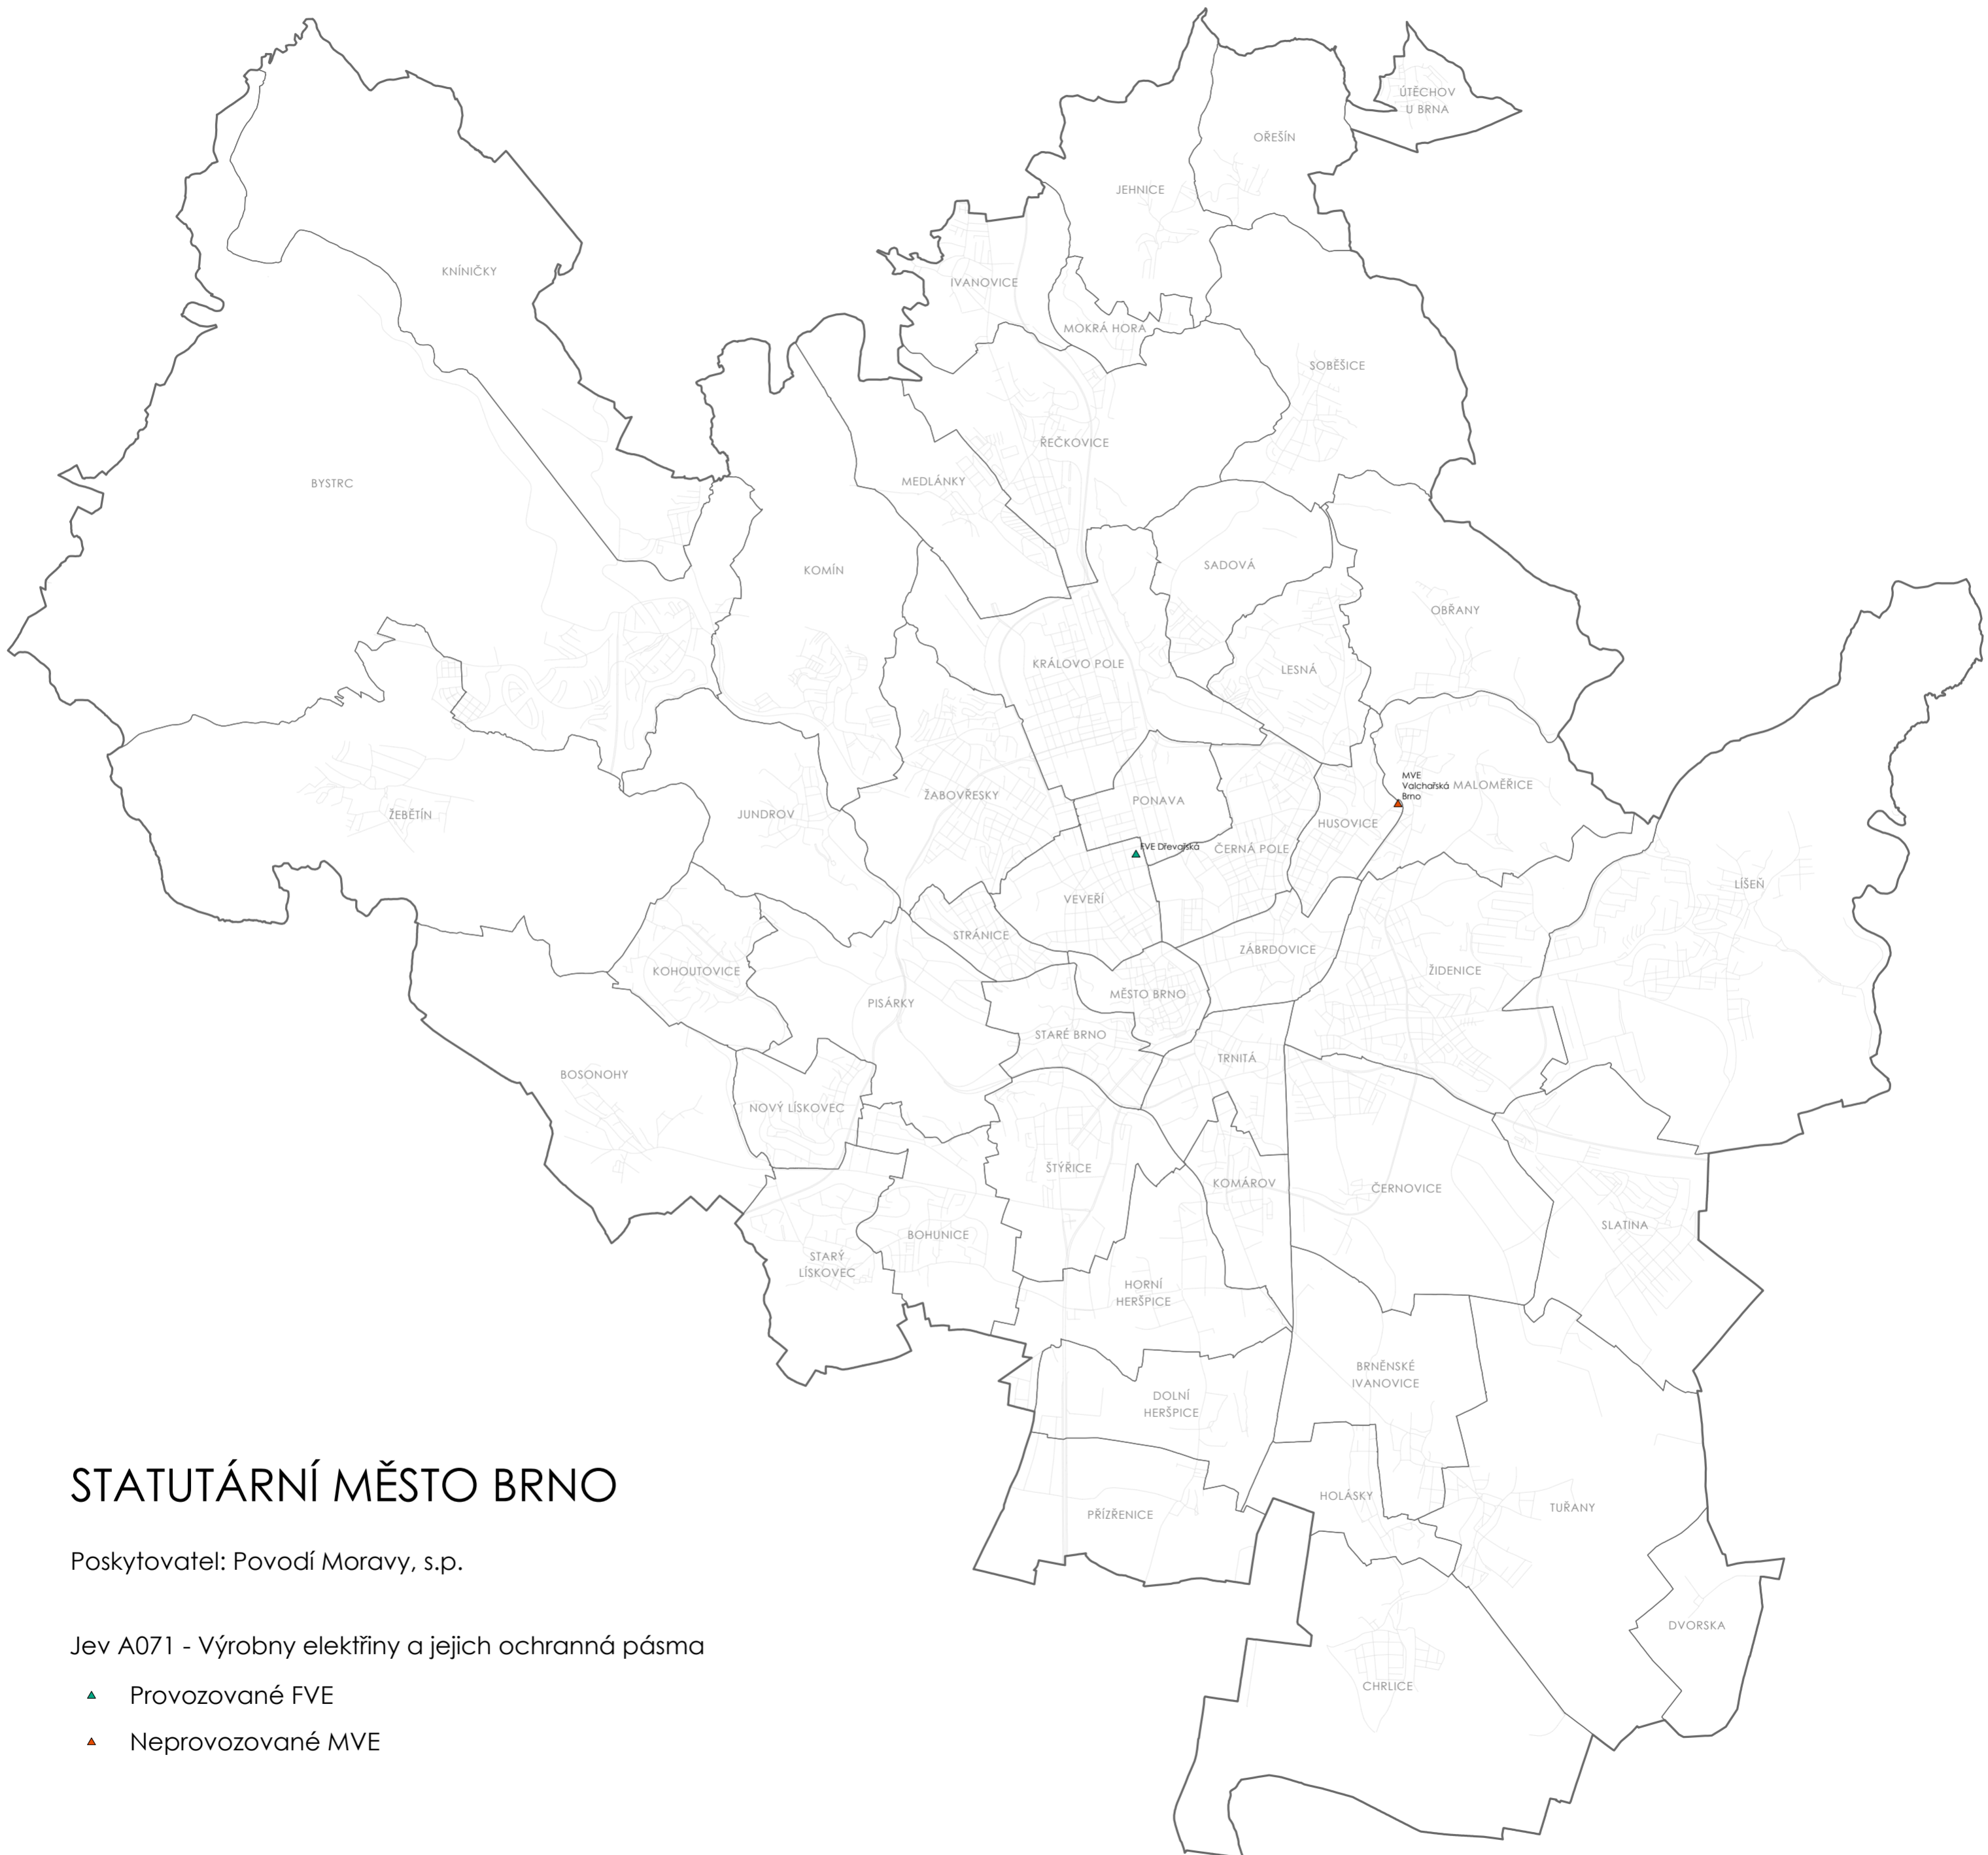 ÚTĚCHOV
U BRNA
OŘEŠÍN
JEHNICE
KNÍNIČKY
IVANOVICE
MOKRÁ HORA
SOBĚŠICE
ŘEČKOVICE
BYSTRC
MEDLÁNKY
SADOVÁ
KOMÍN
OBŘANY
KRÁLOVO POLE
LESNÁ
MVE
Valchařská
Brno
MALOMĚŘICE
ŽABOVŘESKY
PONAVA
ŽEBĚTÍN
JUNDROV
HUSOVICE
FVE Dřevařská
ČERNÁ POLE
LÍŠEŇ
VEVEŘÍ
STRÁNICE
ZÁBRDOVICE
KOHOUTOVICE
ŽIDENICE
MĚSTO BRNO
PISÁRKY
STARÉ BRNO
TRNITÁ
BOSONOHY
NOVÝ LÍSKOVEC
ŠTÝŘICE
KOMÁROV
ČERNOVICE
SLATINA
BOHUNICE
STARÝ
LÍSKOVEC
HORNÍ
HERŠPICE
BRNĚNSKÉ
IVANOVICE
DOLNÍ
HERŠPICE
HOLÁSKY
TUŘANY
PŘÍZŘENICE
DVORSKA
CHRLICE
STATUTÁRNÍ MĚSTO BRNO
Poskytovatel: Povodí Moravy, s.p.
Jev A071 - Výrobny elektřiny a jejich ochranná pásma
Provozované FVE
Neprovozované MVE